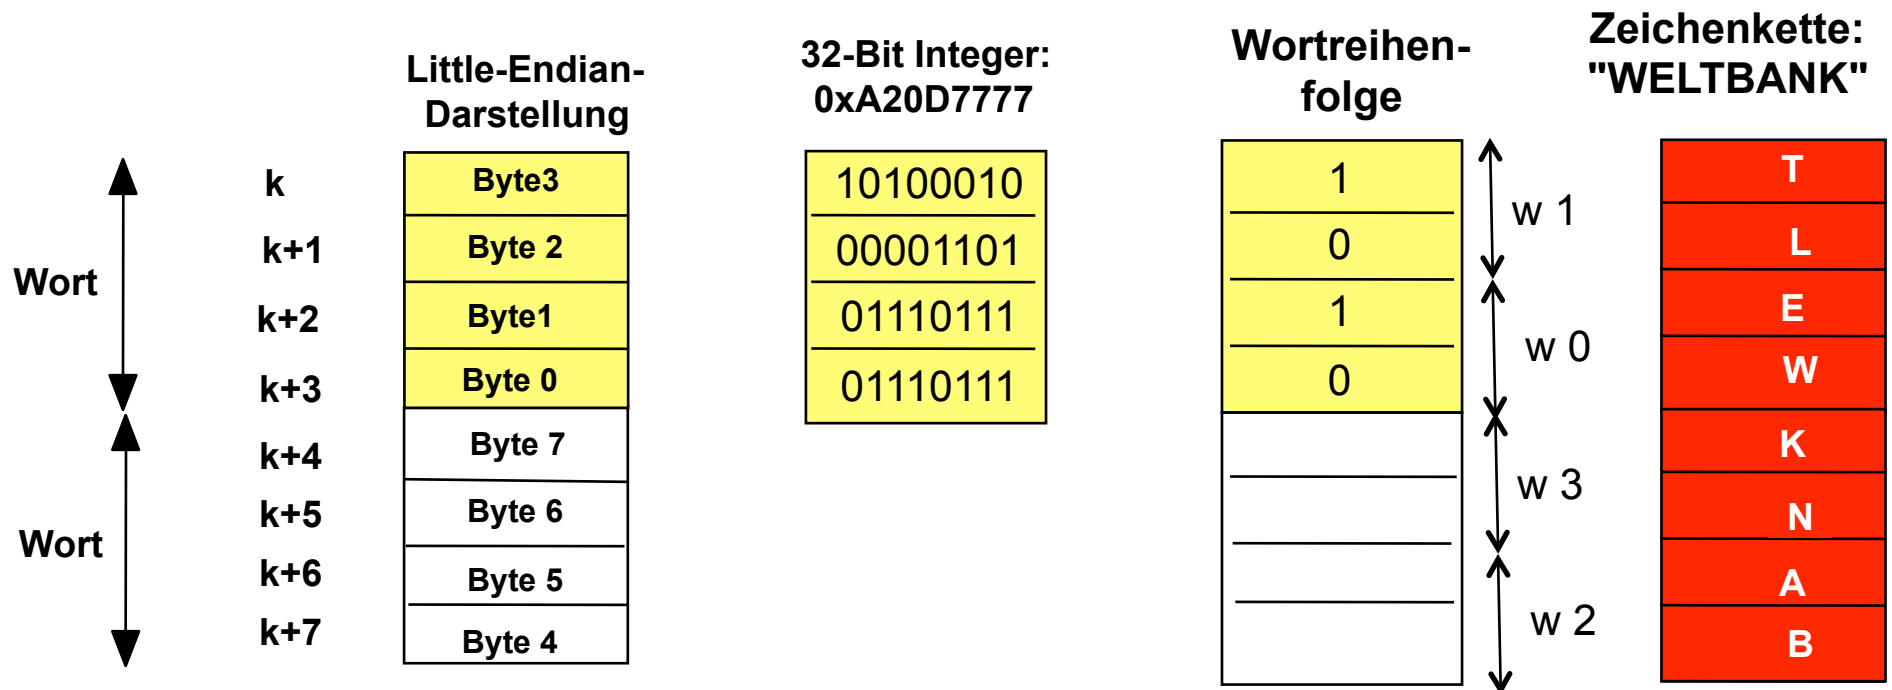 Little-Endian-
Darstellung
32-Bit Integer:
0xA20D7777
Wortreihen-
folge
Zeichenkette:
"WELTBANK"
Wort
Wort
k
k+1
k+2
k+3
k+4
k+5
k+6
k+7
Byte3
Byte 2
Byte1
Byte 0
Byte 7
Byte 6
Byte 5
Byte 4
10100010
00001101
01110111
01110111
1
0
1
0
w 1
w 0
w 3
w 2
T
L
E
W
K
N
A
B